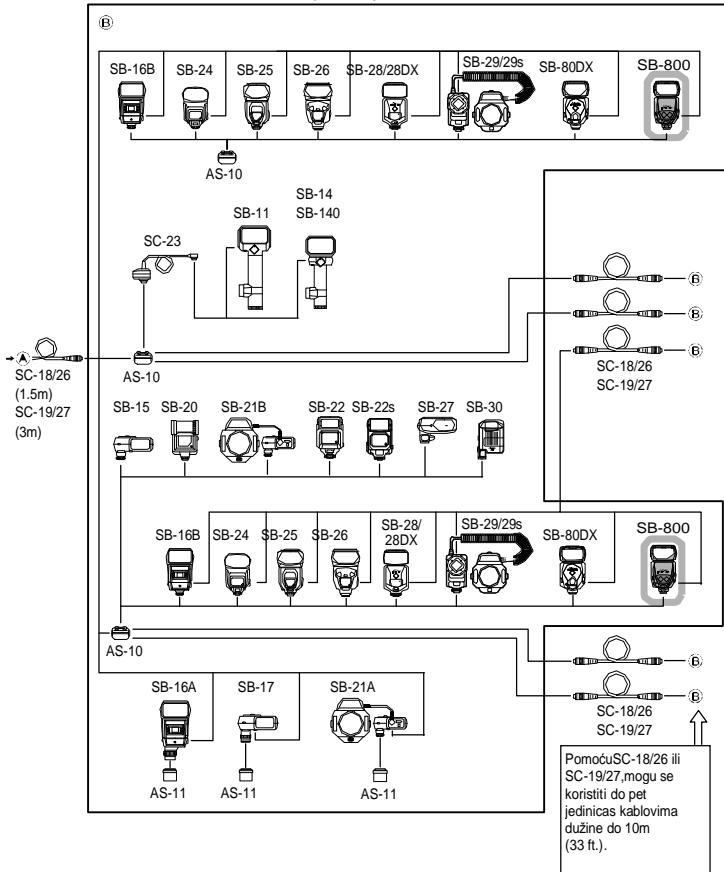 B
SB-16B SB-24 SB-25 SB-26 SB-28/28DX SB-29/29s SB-80DX SB-800
AS-10
SB-14
SB-11 SB-140
SC-23
B
B
B
A
SC-18/26
(1.5m)
SC-19/27
(3m)
AS-10
SC-18/26
SC-19/27
SB-15 SB-20 SB-21B SB-22 SB-22s SB-27 SB-30
SB-16B SB-24 SB-25 SB-26 SB-28/
28DX SB-29/29s SB-80DX SB-800
AS-10
B
B
SC-18/26
SC-19/27
SB-16A SB-17 SB-21A
AS-11 AS-11 AS-11
PomoćuSC-18/26 ili
SC-19/27,mogu se
koristiti do pet
jedinicas kablovima
dužine do 10m
(33 ft.).